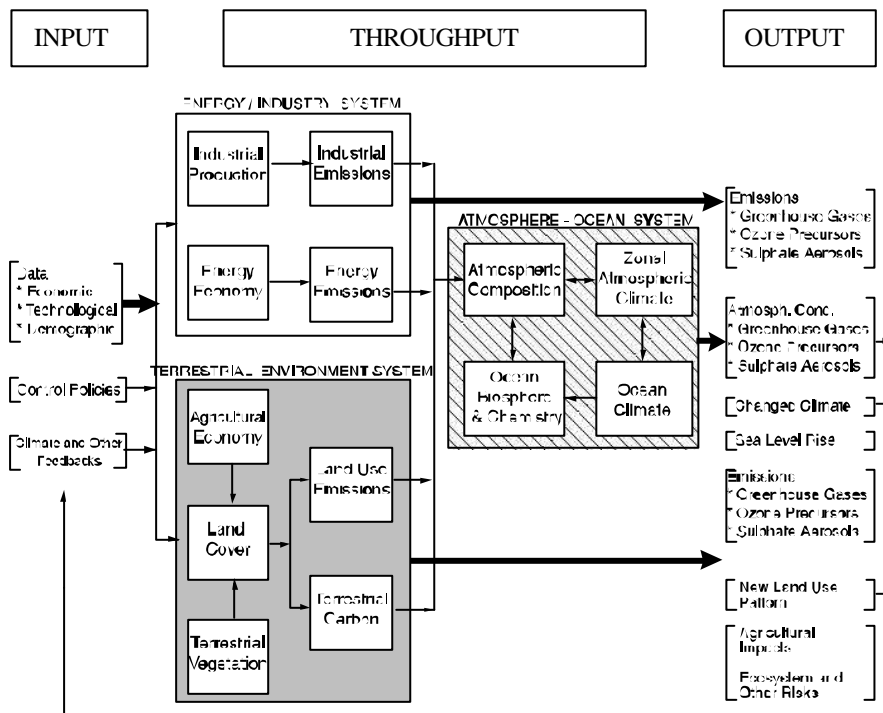 INPUT
THROUGHPUT
OUTPUT
ENERGY / INDUSTRY SYSTEM
Industrial
Production
Industrial
Emissions
Energy
Economy
Energy
Emissions
Data
* Economic
* Technological
* Demographic
Control Policies
Climate and Other
Feedbacks
TERRESTRIAL ENVIRONMENT SYSTEM
Agricultural
Economy
Land
Cover
Terrestrial
Vegetation
Land Use
Emissions
Terrestrial
Carbon
ATMOSPHERE - OCEAN SYSTEM
Atmospheric
Composition
Zonal
Atmospheric
Climate
Ocean
Biosphere
& Chemistry
Ocean
Climate
Emissions
* Greenhouse Gases
* Ozone Precursors
* Sulphate Aerosols
Atmosph. Conc.
* Greenhouse Gases
* Ozone Precursors
* Sulphate Aerosols
Changed Climate
Sea Level Rise
Emissions
* Greenhouse Gases
* Ozone Precursors
* Sulphate Aerosols
New Land Use
Pattern
Agricultural
Impacts
Ecosystem and
Other Risks